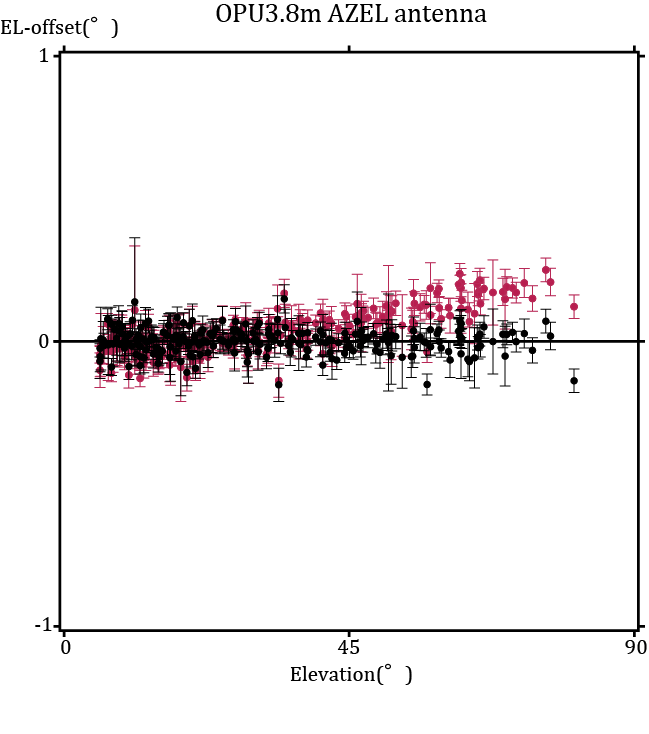 OPU3.8m AZEL antenna
EL-offset(° )
1
0
-1
0 45 90
Elevation(° )